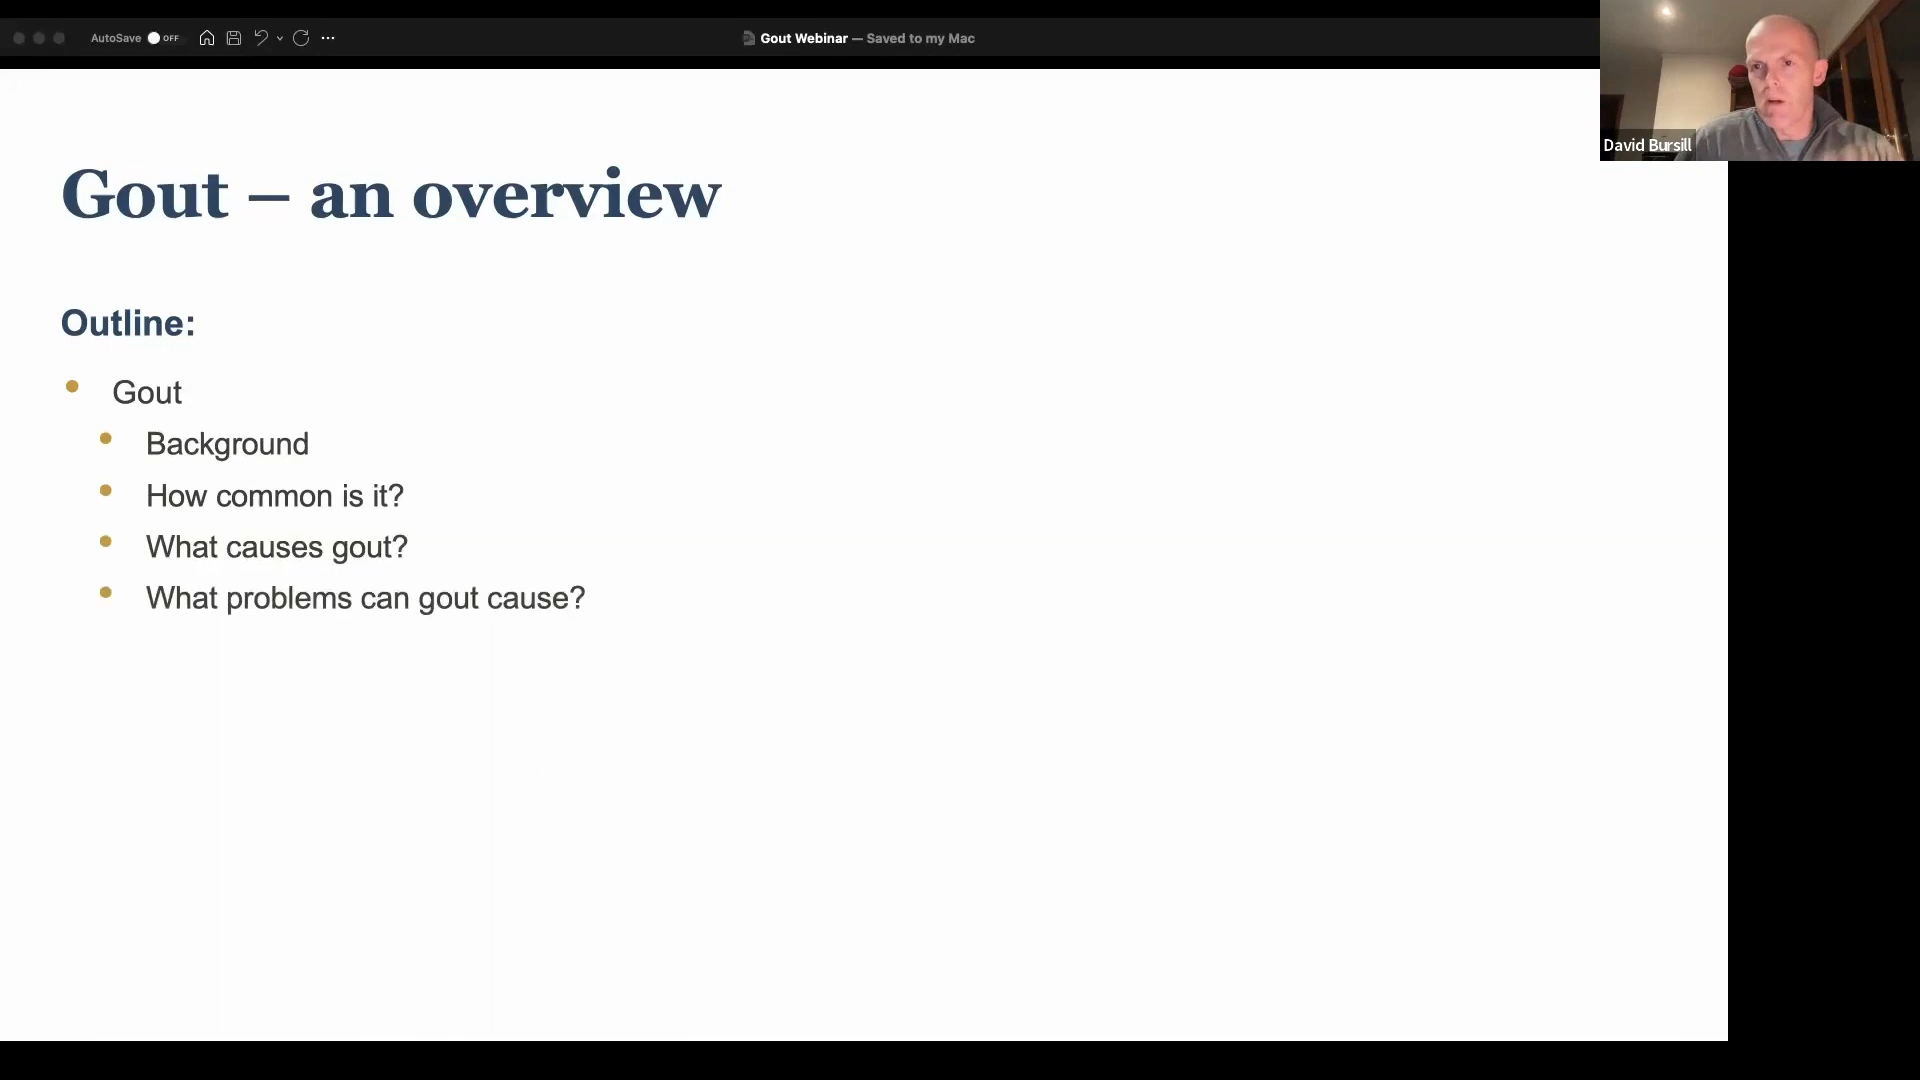 AutoSave OFF
Gout Webinar — Saved to my Mac
David Bursill
Gout – an overview
Outline:
Gout
Background
How common is it?
What causes gout?
What problems can gout cause?